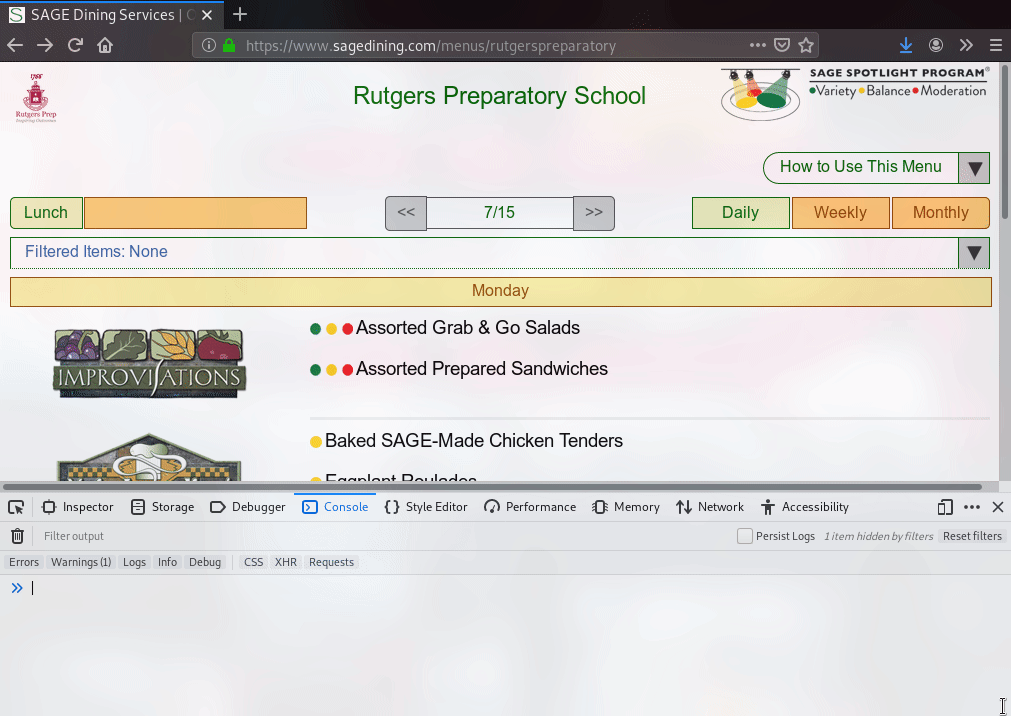 SAGE Dining Services | C
https://www.sagedining.com/menus/rutgerspreparatory
1766
Rutgers Prep
Rutgers Preparatory School
SAGE SPOTLIGHT PROGRAM®
Variety Balance Moderation
How to Use This Menu
Lunch
<< 7/15 >>
Daily Weekly Monthly
Filtered Items: None
Monday
IMPROVISATIONS
Assorted Grab & Go Salads
Assorted Prepared Sandwiches
Baked SAGE-Made Chicken Tenders
Eggplant Roulades
Inspector Storage Debugger Console Style Editor Performance Memory Network Accessibility
Filter output Persist Logs 1 item hidden by filters Reset filters
Errors Warnings (1) Logs Info Debug CSS XHR Requests